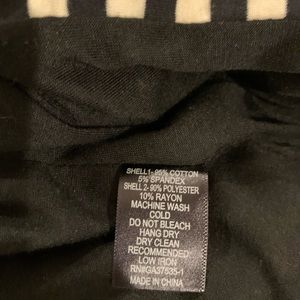 SHELL1- 95% COTTON
5% SPANDEX
SHELL 2- 90% POLYESTER
10% RAYON
MACHINE WASH
COLD
DO NOT BLEACH
HANG DRY
DRY CLEAN
RECOMMENDED
LOW IRON
RN#GA37535-1
MADE IN CHINA